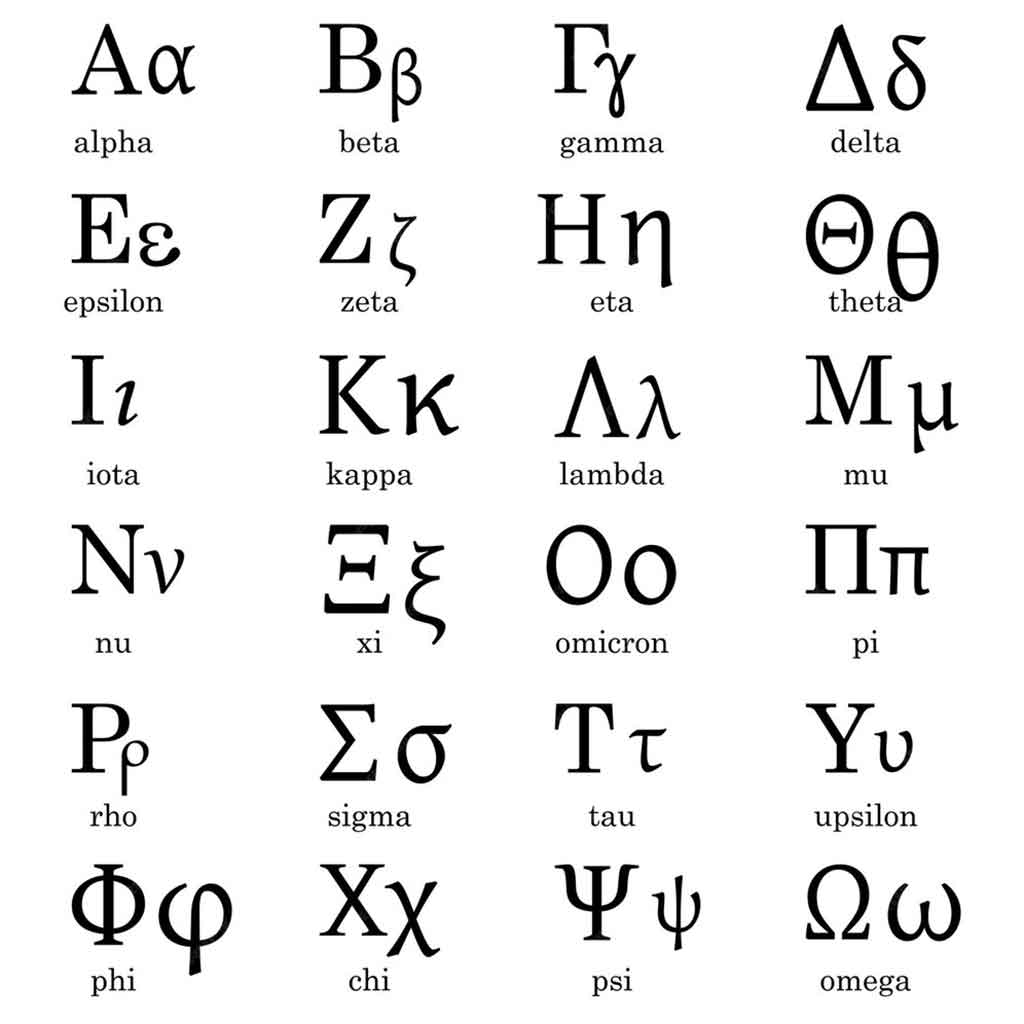 Αα Ββ Γγ Δδ
alpha beta gamma delta
Εε Ζζ Ηη Θθ
epsilon zeta eta theta
Ιι Κκ Λλ Μμ
iota kappa lambda mu
Νν Ξξ Οο Ππ
nu xi omicron pi
Ρρ Σσ Ττ Υυ
rho sigma tau upsilon
Φφ Χχ Ψψ Ωω
phi chi psi omega